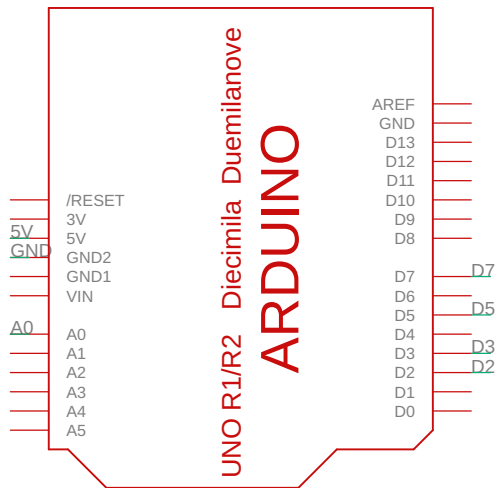 UNO R1/R2 Diecimila Duemilanove
ARDUINO
/RESET
3V
5V 5V
GND GND2
GND1
VIN
A0 A0
A1
A2
A3
A4
A5
AREF
GND
D13
D12
D11
D10
D9
D8
D7 D7
D6
D5 D5
D4
D3 D3
D2 D2
D1
D0